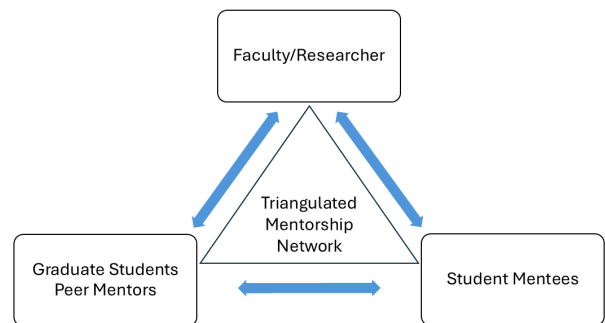 Faculty/Researcher
Triangulated
Mentorship
Network
Graduate Students
Peer Mentors
Student Mentees